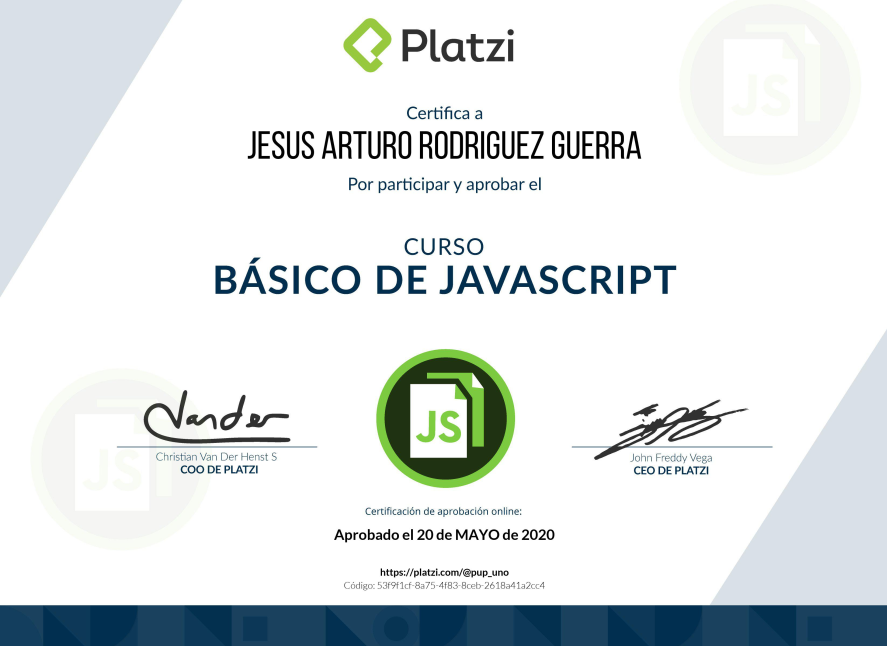 Platzi
JS
Certifica a
JESUS ARTURO RODRIGUEZ GUERRA
Por participar y aprobar el
CURSO
BÁSICO DE JAVASCRIPT
Vander
JS
JS
Christian Van Der Henst S
COO DE PLATZI
John Freddy Vega
CEO DE PLATZI
Certificación de aprobación online:
Aprobado el 20 de MAYO de 2020
https://platzi.com/@pup_uno
Código: 53f9f1cf-8a75-4f83-8ceb-2618a41a2cc4